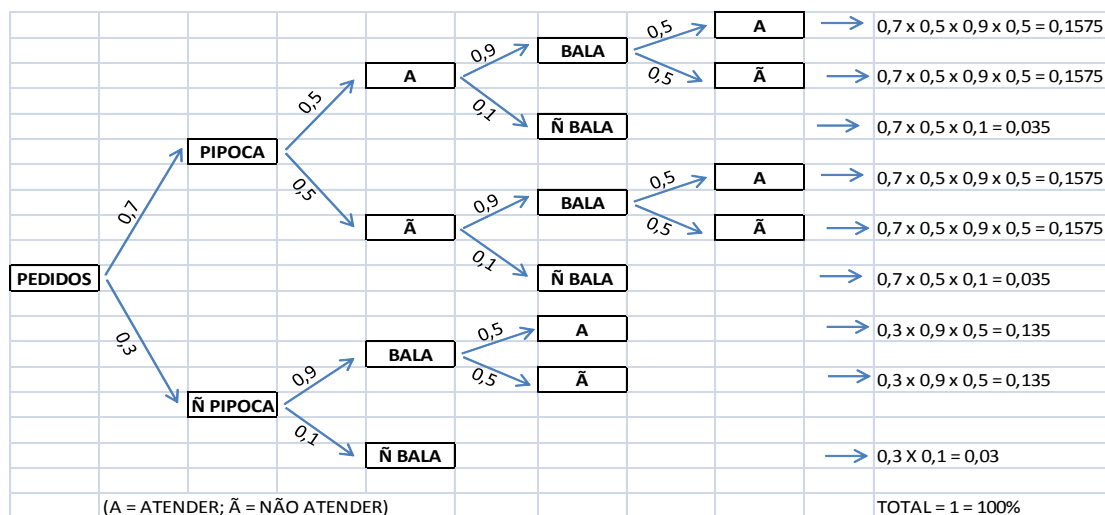 0,5 A 0,7 x 0,5 x 0,9 x 0,5 = 0,1575
0,9 BALA
A 0,5 Ã 0,7 x 0,5 x 0,9 x 0,5 = 0,1575
0,5 0,1
Ñ BALA 0,7 x 0,5 x 0,1 = 0,035
PIPOCA
0,5 A 0,7 x 0,5 x 0,9 x 0,5 = 0,1575
0,5 0,9 BALA
0,7 Ã 0,5 Ã 0,7 x 0,5 x 0,9 x 0,5 = 0,1575
0,1
PEDIDOS Ñ BALA 0,7 x 0,5 x 0,1 = 0,035
0,3 0,5 A 0,3 x 0,9 x 0,5 = 0,135
BALA
0,9 0,5 Ã 0,3 x 0,9 x 0,5 = 0,135
Ñ PIPOCA
0,1
Ñ BALA 0,3 X 0,1 = 0,03
(A = ATENDER; Ã = NÃO ATENDER) TOTAL = 1 = 100%